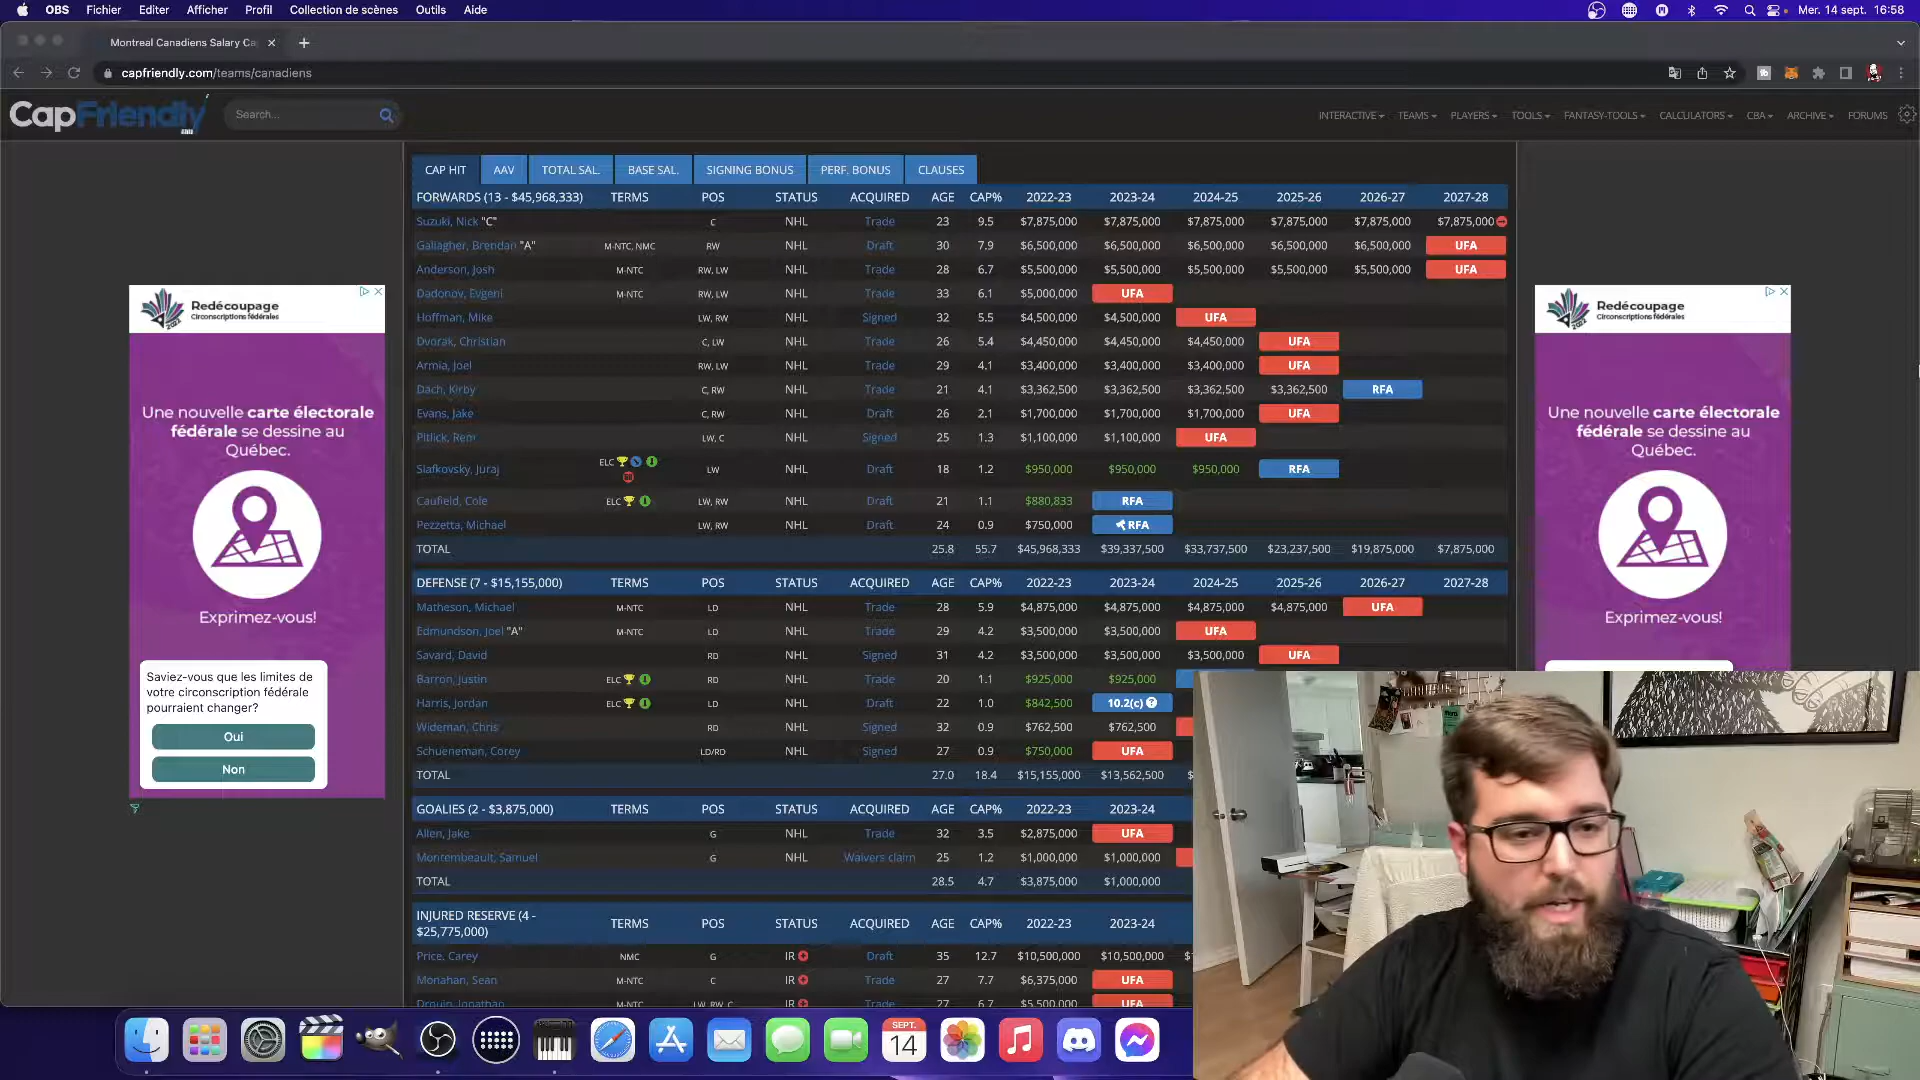 OBS Fichier Editer Afficher Profil Collection de scènes Outils Aide Mer. 14 sept. 16:58
Montreal Canadiens Salary Ca
capfriendly.com/teams/canadiens
CapFriendly Search... INTERACTIVE TEAMS PLAYERS TOOLS FANTASY-TOOLS CALCULATORS CBA ARCHIVE FORUMS
CAP HIT AAV TOTAL SAL. BASE SAL. SIGNING BONUS PERF. BONUS CLAUSES
FORWARDS (13 - $45,968,333) TERMS POS STATUS ACQUIRED AGE CAP% 2022-23 2023-24 2024-25 2025-26 2026-27 2027-28
Suzuki, Nick "C" C NHL Trade 23 9.5 $7,875,000 $7,875,000 $7,875,000 $7,875,000 $7,875,000 $7,875,000
Gallagher, Brendan "A" M-NTC, NMC RW NHL Draft 30 7.9 $6,500,000 $6,500,000 $6,500,000 $6,500,000 $6,500,000 UFA
Anderson, Josh M-NTC RW, LW NHL Trade 28 6.7 $5,500,000 $5,500,000 $5,500,000 $5,500,000 $5,500,000 UFA
Dadonov, Evgeni M-NTC RW, LW NHL Trade 33 6.1 $5,000,000 UFA
Hoffman, Mike LW, RW NHL Signed 32 5.5 $4,500,000 $4,500,000 UFA
Dvorak, Christian C, LW NHL Trade 26 5.4 $4,450,000 $4,450,000 $4,450,000 UFA
Armia, Joel RW, LW NHL Trade 29 4.1 $3,400,000 $3,400,000 $3,400,000 UFA
Dach, Kirby C, RW NHL Trade 21 4.1 $3,362,500 $3,362,500 $3,362,500 $3,362,500 RFA
Evans, Jake C, RW NHL Draft 26 2.1 $1,700,000 $1,700,000 $1,700,000 UFA
Pitlick, Rem LW, C NHL Signed 25 1.3 $1,100,000 $1,100,000 UFA
Slafkovsky, Juraj ELC LW NHL Draft 18 1.2 $950,000 $950,000 $950,000 RFA
Caufield, Cole ELC LW, RW NHL Draft 21 1.1 $880,833 RFA
Pezzetta, Michael LW, RW NHL Draft 24 0.9 $750,000 RFA
TOTAL 25.8 55.7 $45,968,333 $39,337,500 $33,737,500 $23,237,500 $19,875,000 $7,875,000
DEFENSE (7 - $15,155,000) TERMS POS STATUS ACQUIRED AGE CAP% 2022-23 2023-24 2024-25 2025-26 2026-27 2027-28
Matheson, Michael M-NTC LD NHL Trade 28 5.9 $4,875,000 $4,875,000 $4,875,000 $4,875,000 UFA
Edmundson, Joel "A" M-NTC LD NHL Trade 29 4.2 $3,500,000 $3,500,000 UFA
Savard, David RD NHL Signed 31 4.2 $3,500,000 $3,500,000 $3,500,000 UFA
Barron, Justin ELC RD NHL Trade 20 1.1 $925,000 $925,000
Harris, Jordan ELC LD NHL Draft 22 1.0 $842,500 10.2(c)
Wideman, Chris RD NHL Signed 32 0.9 $762,500 $762,500
Schueneman, Corey LD/RD NHL Signed 27 0.9 $750,000 UFA
TOTAL 27.0 18.4 $15,155,000 $13,562,500
GOALIES (2 - $3,875,000) TERMS POS STATUS ACQUIRED AGE CAP% 2022-23 2023-24
Allen, Jake G NHL Trade 32 3.5 $2,875,000 UFA
Montembeault, Samuel G NHL Waivers claim 25 1.2 $1,000,000 $1,000,000
TOTAL 28.5 4.7 $3,875,000 $1,000,000
INJURED RESERVE (4 -
$25,775,000) TERMS POS STATUS ACQUIRED AGE CAP% 2022-23 2023-24
Price, Carey NMC G IR Draft 35 12.7 $10,500,000 $10,500,000
Monahan, Sean M-NTC C IR Trade 27 7.7 $6,375,000 UFA
Drouin, Jonathan M-NTC LW, RW, C IR Trade 27 6.7 $5,500,000 UFA
Redécoupage
Circonscriptions fédérales
2022
Une nouvelle carte électorale
fédérale se dessine au
Québec.
Exprimez-vous!
Saviez-vous que les limites de
votre circonscription fédérale
pourraient changer?
Oui
Non
Redécoupage
Circonscriptions fédérales
2022
Une nouvelle carte électorale
fédérale se dessine au
Québec.
Exprimez-vous!
SEPT.
14